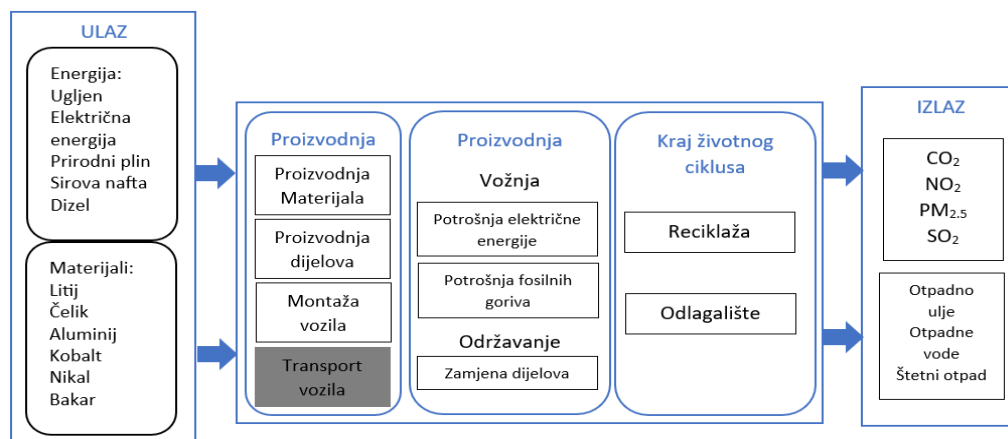 ULAZ
Energija:
Ugljen
Električna
energija
Prirodni plin
Sirova nafta
Dizel
Materijali:
Litij
Čelik
Aluminij
Kobalt
Nikal
Bakar
Proizvodnja
Proizvodnja
Materijala
Proizvodnja
dijelova
Montaža
vozila
Transport
vozila
Proizvodnja
Vožnja
Potrošnja električne
energije
Potrošnja fosilnih
goriva
Održavanje
Zamjena dijelova
Kraj životnog
ciklusa
Reciklaža
Odlagalište
IZLAZ
CO₂
NO₂
PM₂.₅
SO₂
Otpadno
ulje
Otpadne
vode
Štetni otpad